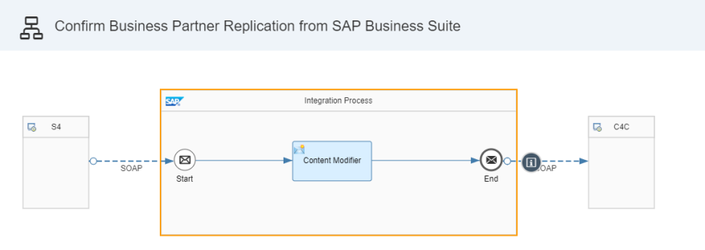 Confirm Business Partner Replication from SAP Business Suite
SAP
Integration Process
S4
C4C
Content Modifier
SOAP
Start
End
OAP